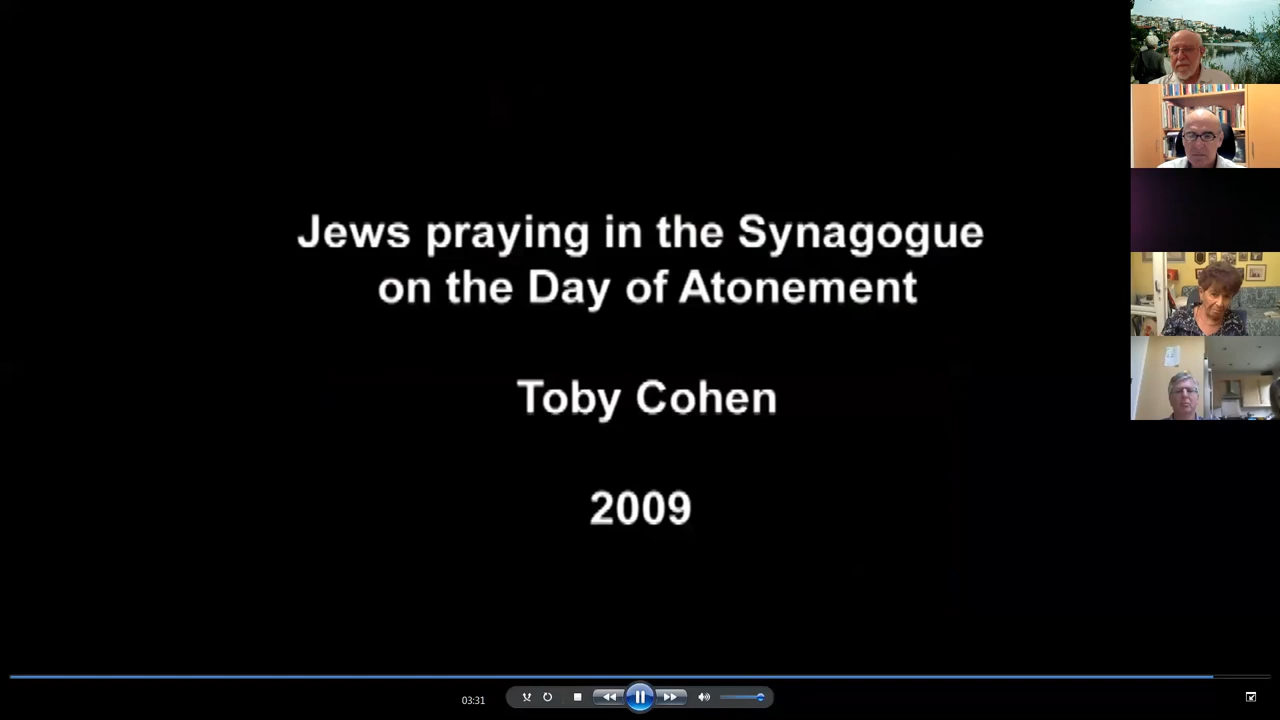 Jews praying in the Synagogue
on the Day of Atonement
Toby Cohen
2009
03:31